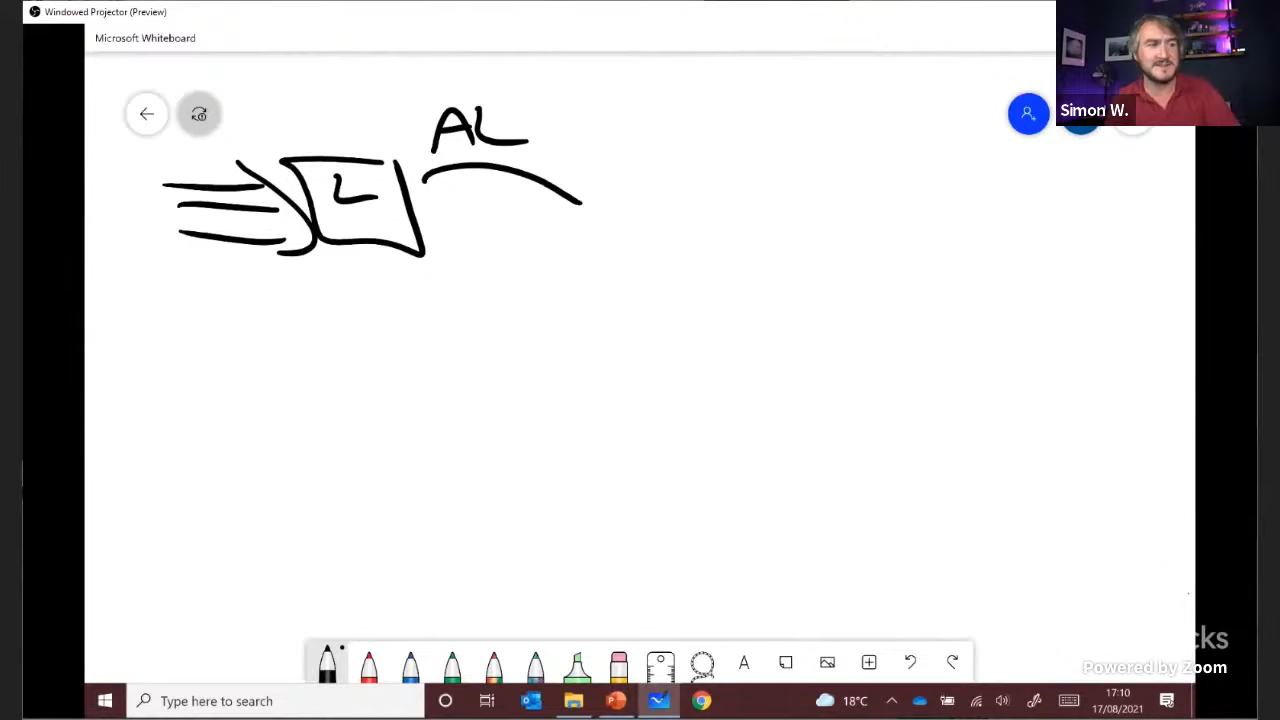 Windowed Projector (Preview)
Microsoft Whiteboard
Simon W.
AL
L
A
cks
Powered by Zoom
Type here to search
18°C
17:10
17/08/2021